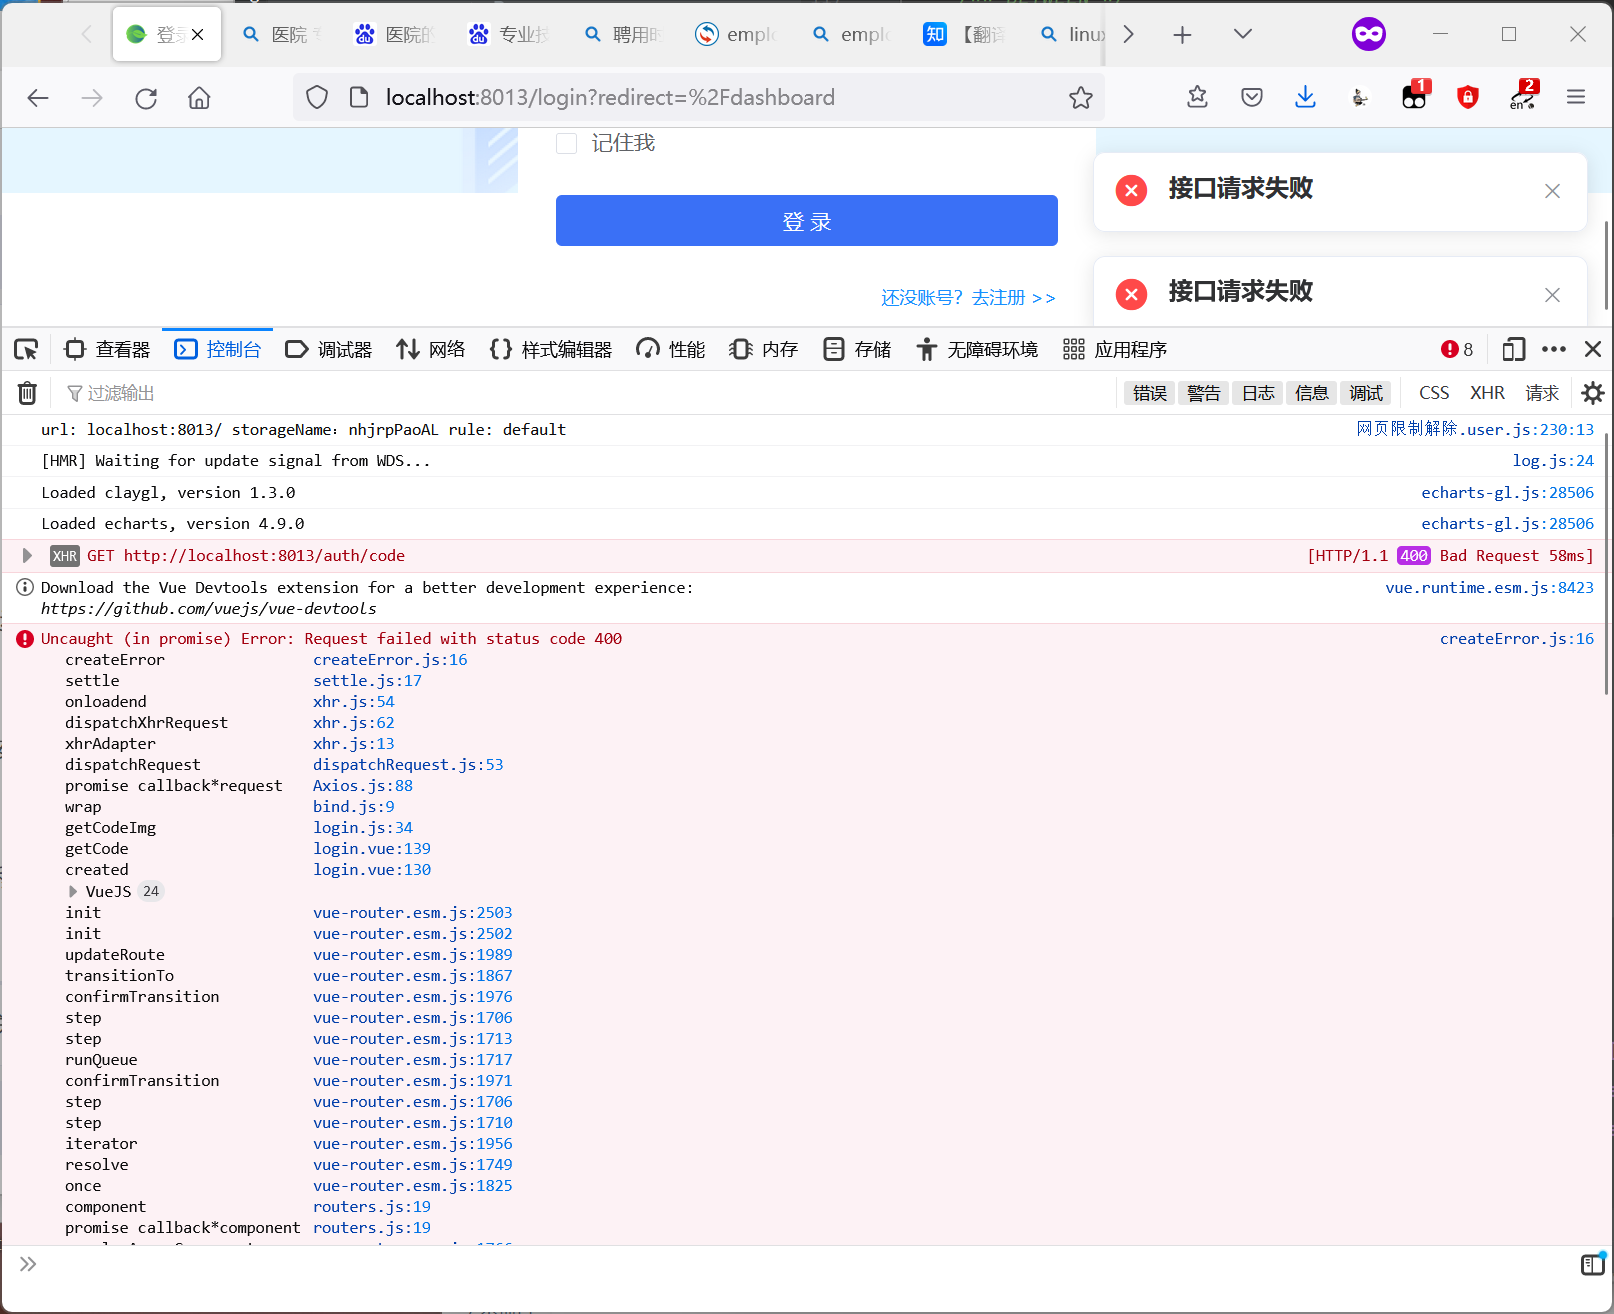 登录
医院 专
医院的
专业技
聘用时
emplo
emplo
知 【翻译
linux
localhost:8013/login?redirect=%2Fdashboard
1
en
2
记住我
登 录
还没账号？去注册 >>
接口请求失败
接口请求失败
查看器
控制台
调试器
网络
样式编辑器
性能
内存
存储
无障碍环境
应用程序
8
过滤输出
错误 警告 日志 信息 调试 CSS XHR 请求
url: localhost:8013/ storageName：nhjrpPaoAL rule: default 网页限制解除.user.js:230:13
[HMR] Waiting for update signal from WDS... log.js:24
Loaded claygl, version 1.3.0 echarts-gl.js:28506
Loaded echarts, version 4.9.0 echarts-gl.js:28506
XHR GET http://localhost:8013/auth/code [HTTP/1.1 400 Bad Request 58ms]
Download the Vue Devtools extension for a better development experience: vue.runtime.esm.js:8423
https://github.com/vuejs/vue-devtools
Uncaught (in promise) Error: Request failed with status code 400 createError.js:16
createError createError.js:16
settle settle.js:17
onloadend xhr.js:54
dispatchXhrRequest xhr.js:62
xhrAdapter xhr.js:13
dispatchRequest dispatchRequest.js:53
promise callback*request Axios.js:88
wrap bind.js:9
getCodeImg login.js:34
getCode login.vue:139
created login.vue:130
VueJS 24
init vue-router.esm.js:2503
init vue-router.esm.js:2502
updateRoute vue-router.esm.js:1989
transitionTo vue-router.esm.js:1867
confirmTransition vue-router.esm.js:1976
step vue-router.esm.js:1706
step vue-router.esm.js:1713
runQueue vue-router.esm.js:1717
confirmTransition vue-router.esm.js:1971
step vue-router.esm.js:1706
step vue-router.esm.js:1710
iterator vue-router.esm.js:1956
resolve vue-router.esm.js:1749
once vue-router.esm.js:1825
component routers.js:19
promise callback*component routers.js:19